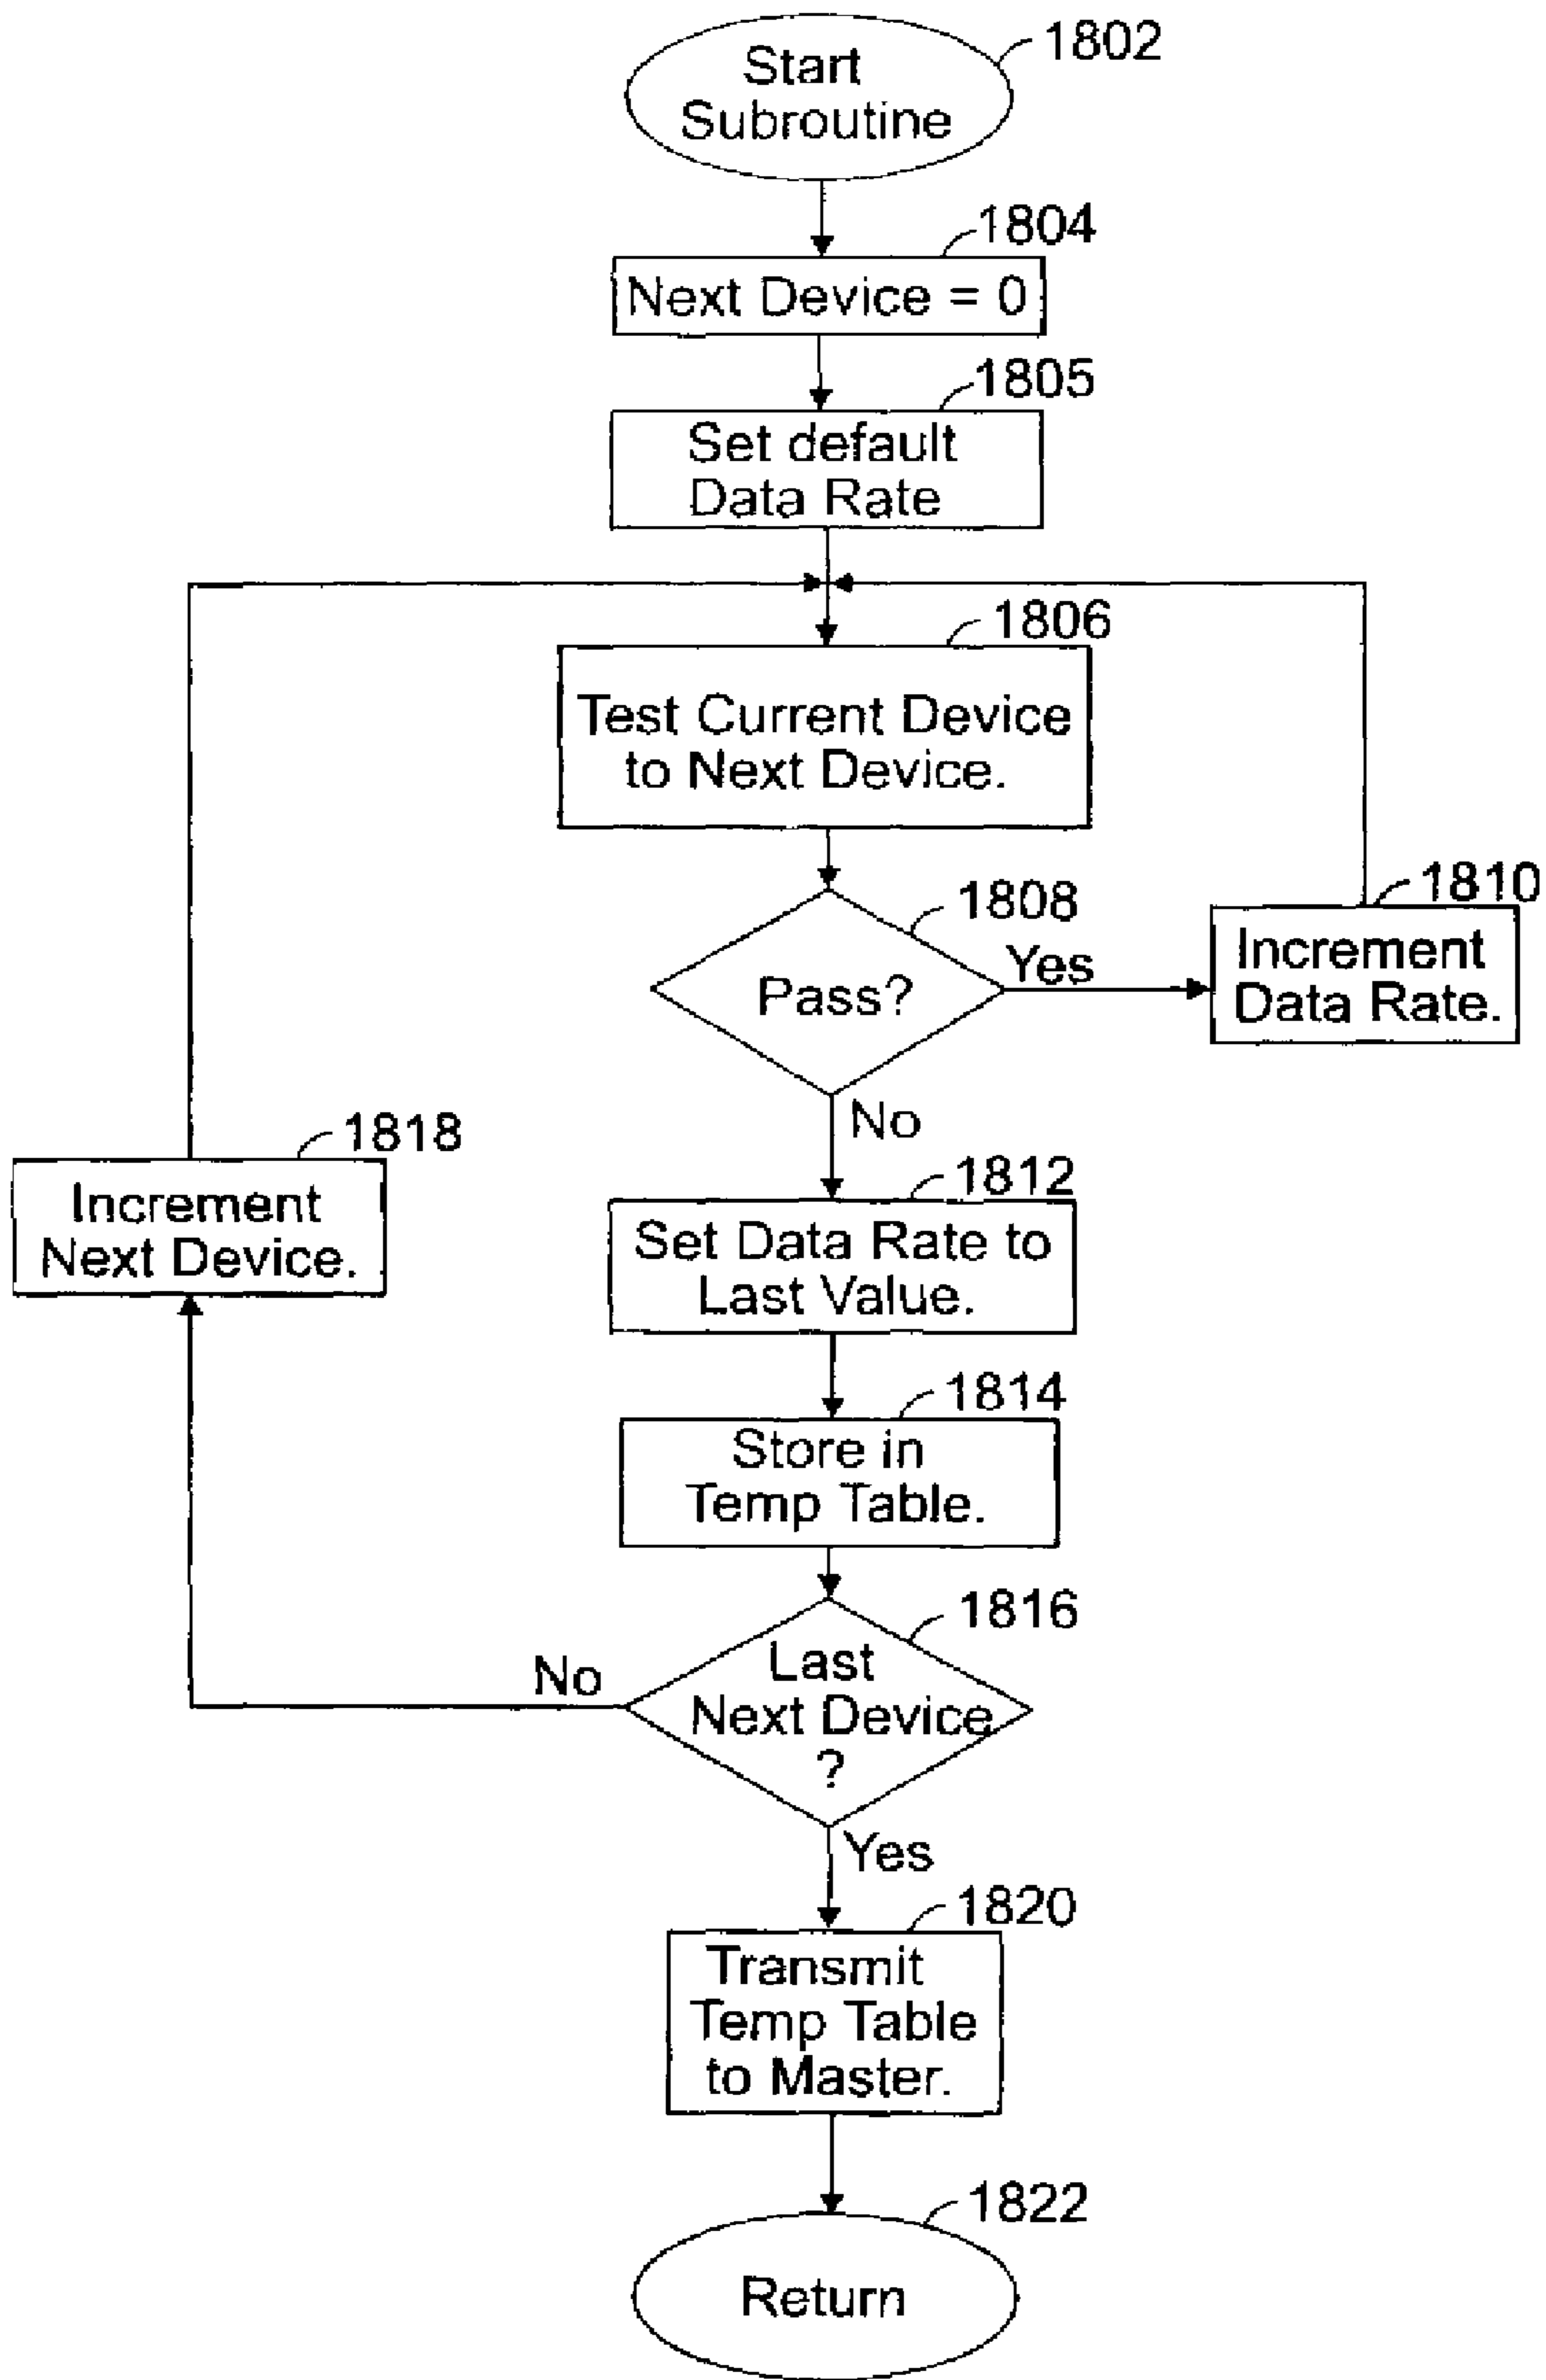 1802
Start
Subroutine
1804
Next Device = 0
1805
Set default
Data Rate
1806
Test Current Device
to Next Device.
1808
Pass?
Yes
1810
Increment
Data Rate.
No
1818
Increment
Next Device.
1812
Set Data Rate to
Last Value.
1814
Store in
Temp Table.
1816
Last
Next Device
?
No
Yes
1820
Transmit
Temp Table
to Master.
1822
Return